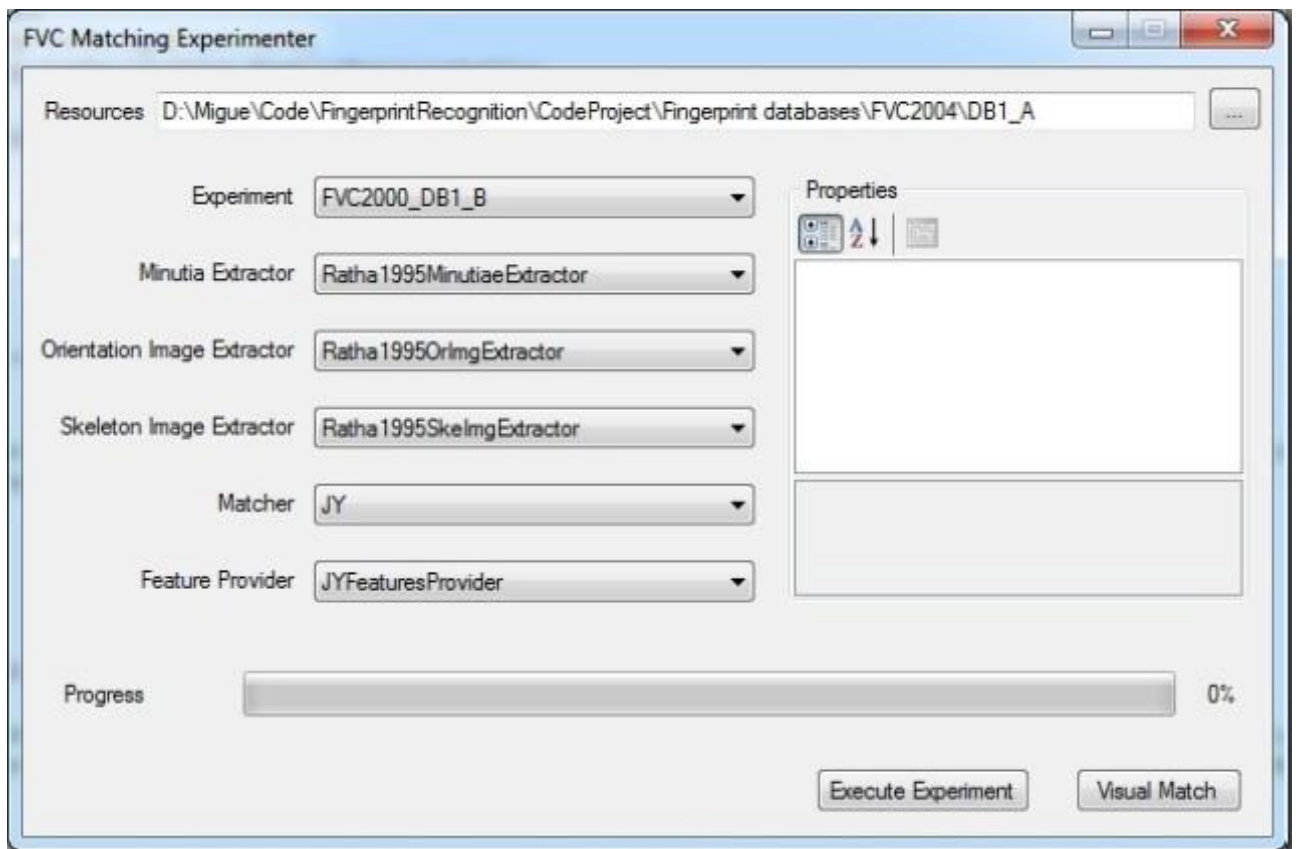 FVC Matching Experimenter
Resources D:\Migue\Code\FingerprintRecognition\CodeProject\Fingerprint databases\FVC2004\DB1_A ...
Experiment FVC2000_DB1_B
Properties
Minutia Extractor Ratha1995MinutiaeExtractor
Orientation Image Extractor Ratha1995OrImgExtractor
Skeleton Image Extractor Ratha1995SkeImgExtractor
Matcher JY
Feature Provider JYFeaturesProvider
Progress 0%
Execute Experiment Visual Match